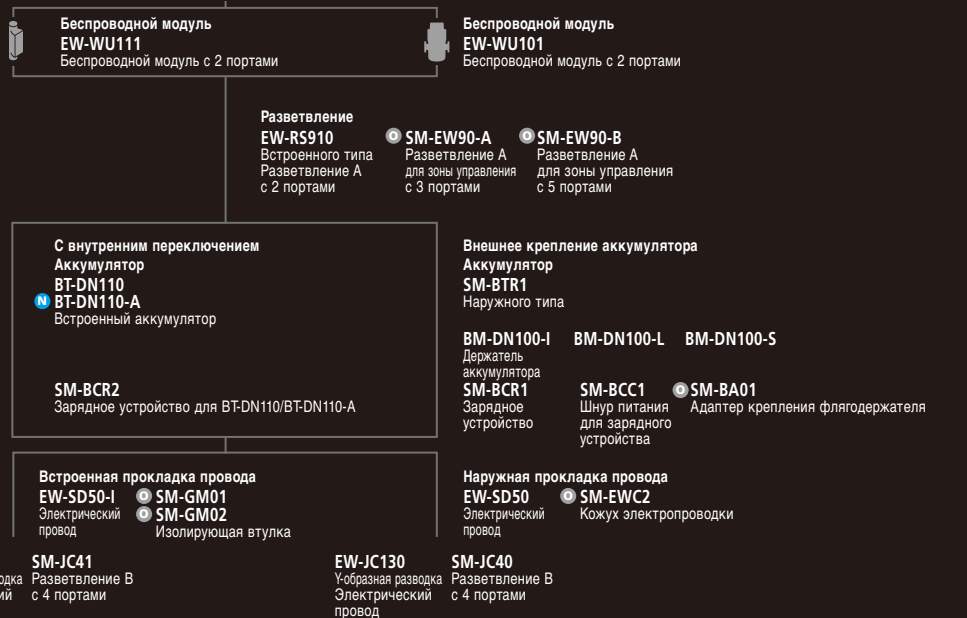 Беспроводной модуль
EW-WU111
Беспроводной модуль с 2 портами
Беспроводной модуль
EW-WU101
Беспроводной модуль с 2 портами
Разветвление
EW-RS910
Встроенного типа
Разветвление A
с 2 портами
O SM-EW90-A
Разветвление A
для зоны управления
с 3 портами
O SM-EW90-B
Разветвление A
для зоны управления
с 5 портами
С внутренним переключением
Аккумулятор
BT-DN110
N BT-DN110-A
Встроенный аккумулятор
SM-BCR2
Зарядное устройство для BT-DN110/BT-DN110-A
Внешнее крепление аккумулятора
Аккумулятор
SM-BTR1
Наружного типа
BM-DN100-I BM-DN100-L BM-DN100-S
Держатель
аккумулятора
SM-BCR1
Зарядное
устройство
SM-BCC1
Шнур питания
для зарядного
устройства
O SM-BA01
Адаптер крепления флягодержателя
Встроенная прокладка провода
EW-SD50-I
Электрический
провод
O SM-GM01
O SM-GM02
Изолирующая втулка
Наружная прокладка провода
EW-SD50
Электрический
провод
O SM-EWC2
Кожух электропроводки
SM-JC41
Разветвление B
с 4 портами
EW-JC130
Y-образная разводка
Электрический
провод
SM-JC40
Разветвление B
с 4 портами